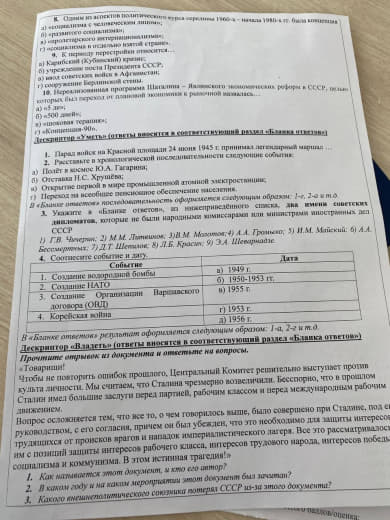 8. Одним из аспектов политического курса середины 1960-х - начала 1980-х гг. была концепция
а) «социализма с человеческим лицом»;
б) «развитого социализма»;
в) «пролетарского интернационализма»;
г) «социализма в отдельно взятой стране».
9. К периоду перестройки относится…
а) Карибский (Кубинский) кризис;
б) учреждение поста Президента СССР;
в) ввод советских войск в Афганистан;
г) сооружение Берлинской стены.
10. Нереализованная программа Шаталина – Явлинского экономических реформ в СССР, целью
которых был переход от плановой экономики к рыночной называлась…
а) «5 дн»;
б) «500 дней»;
в) «шоковая терапия»;
г) «Концепция-90».
Дескриптор «Уметь» (ответы вносятся в соответствующий раздел «Бланка ответов»)
1. Парад войск на Красной площади 24 июня 1945 г. принимал легендарный маршал …
2. Расставьте в хронологической последовательности следующие события:
а) Полёт в космос Ю.А. Гагарина;
б) Отставка Н.С. Хрущёва;
в) Открытие первой в мире промышленной атомной электростанции;
г) Переход на всеобщее пенсионное обеспечение населения.
В «Бланке ответов» последовательность оформляется следующим образом: 1-г, 2-а и т.д.
3. Укажите в «Бланке ответов», из нижеприведённого списка, два имени советских
дипломатов, которые не были народными комиссарами или министрами иностранных дел
СССР
1) Г.В. Чичерин; 2) М.М. Литвинов; 3)В.М. Молотов; 4) А.А. Громыко; 5) И.М. Майский; 6) А.А.
Бессмертных; 7) Д.Т. Шепилов; 8) Л.Б. Красин; 9) Э.А. Шеварднадзе.
4. Соотнесите событие и дату.
Событие Дата
1. Создание водородной бомбы а) 1949 г.
2. Создание НАТО б) 1950-1953 гг.
3. Создание Организации Варшавского в) 1955 г.
договора (ОВД) г) 1953 г.
4. Корейская война д) 1956 г.
В «Бланке ответов» результат оформляется следующим образом: 1-а, 2-г и т.д.
Дескриптор «Владеть» (ответы вносятся в соответствующий раздел «Бланка ответов»)
Прочтите отрывок из документа и ответьте на вопросы.
«Товарищи!
Чтобы не повторить ошибок прошлого, Центральный Комитет решительно выступает против
культа личности. Мы считаем, что Сталина чрезмерно возвеличили. Бесспорно, что в прошлом
Сталин имел большие заслуги перед партией, рабочим классом и перед международным рабочим
движением.
Вопрос осложняется тем, что все то, о чем говорилось выше, было совершено при Сталине, под е
руководством, с его согласия, причем он был убежден, что это необходимо для защиты интересов
трудящихся от происков врагов и нападок империалистического лагеря. Все это рассматривалось
им с позиций защиты интересов рабочего класса, интересов трудового народа, интересов победы
социализма и коммунизма. В этом истинная трагедия!»
1. Как называется этот документ, и кто его автор?
2. В каком году и на каком мероприятии этот документ был зачитан?
3. Какого внешнеполитического союзника потерял СССР из-за этого документа?
баллов/оценка: